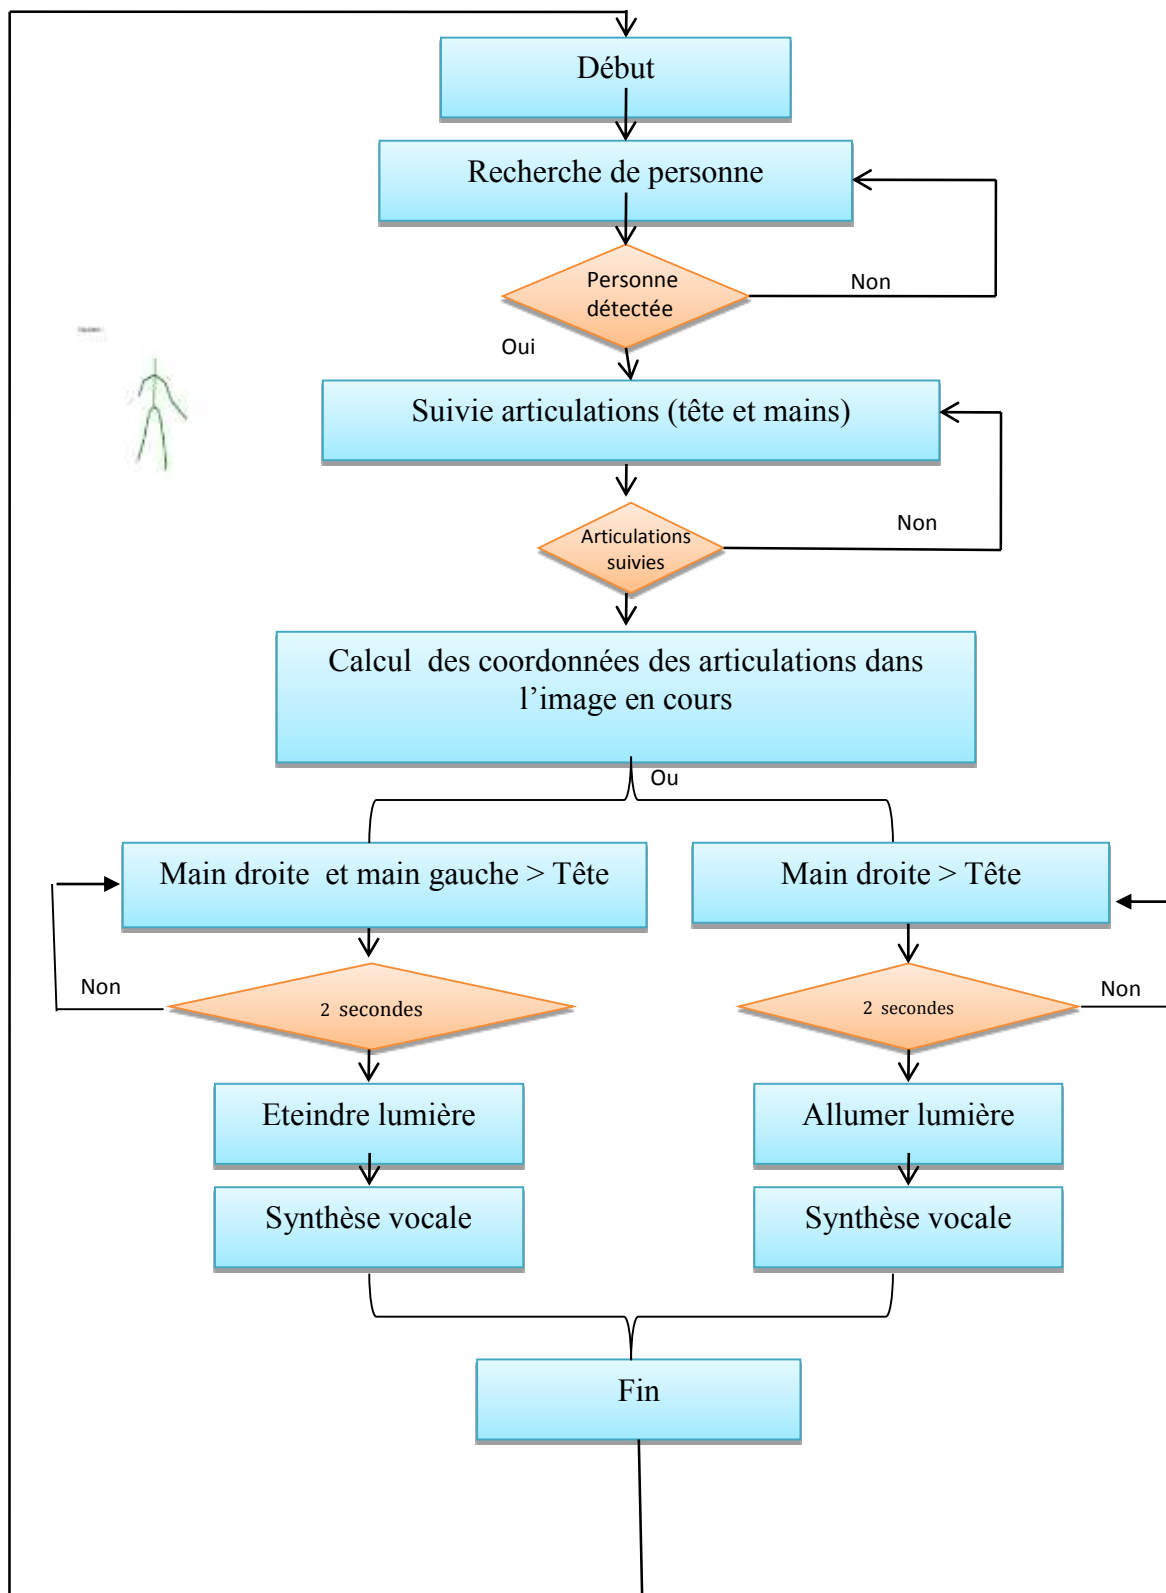 Début
Recherche de personne
Personne
détectée
Non
Oui
Suivie articulations (tête et mains)
Articulations
suivies
Non
Calcul des coordonnées des articulations dans
l’image en cours
Ou
Main droite et main gauche > Tête
Main droite > Tête
Non
2 secondes
2 secondes
Non
Eteindre lumière
Allumer lumière
Synthèse vocale
Synthèse vocale
Fin